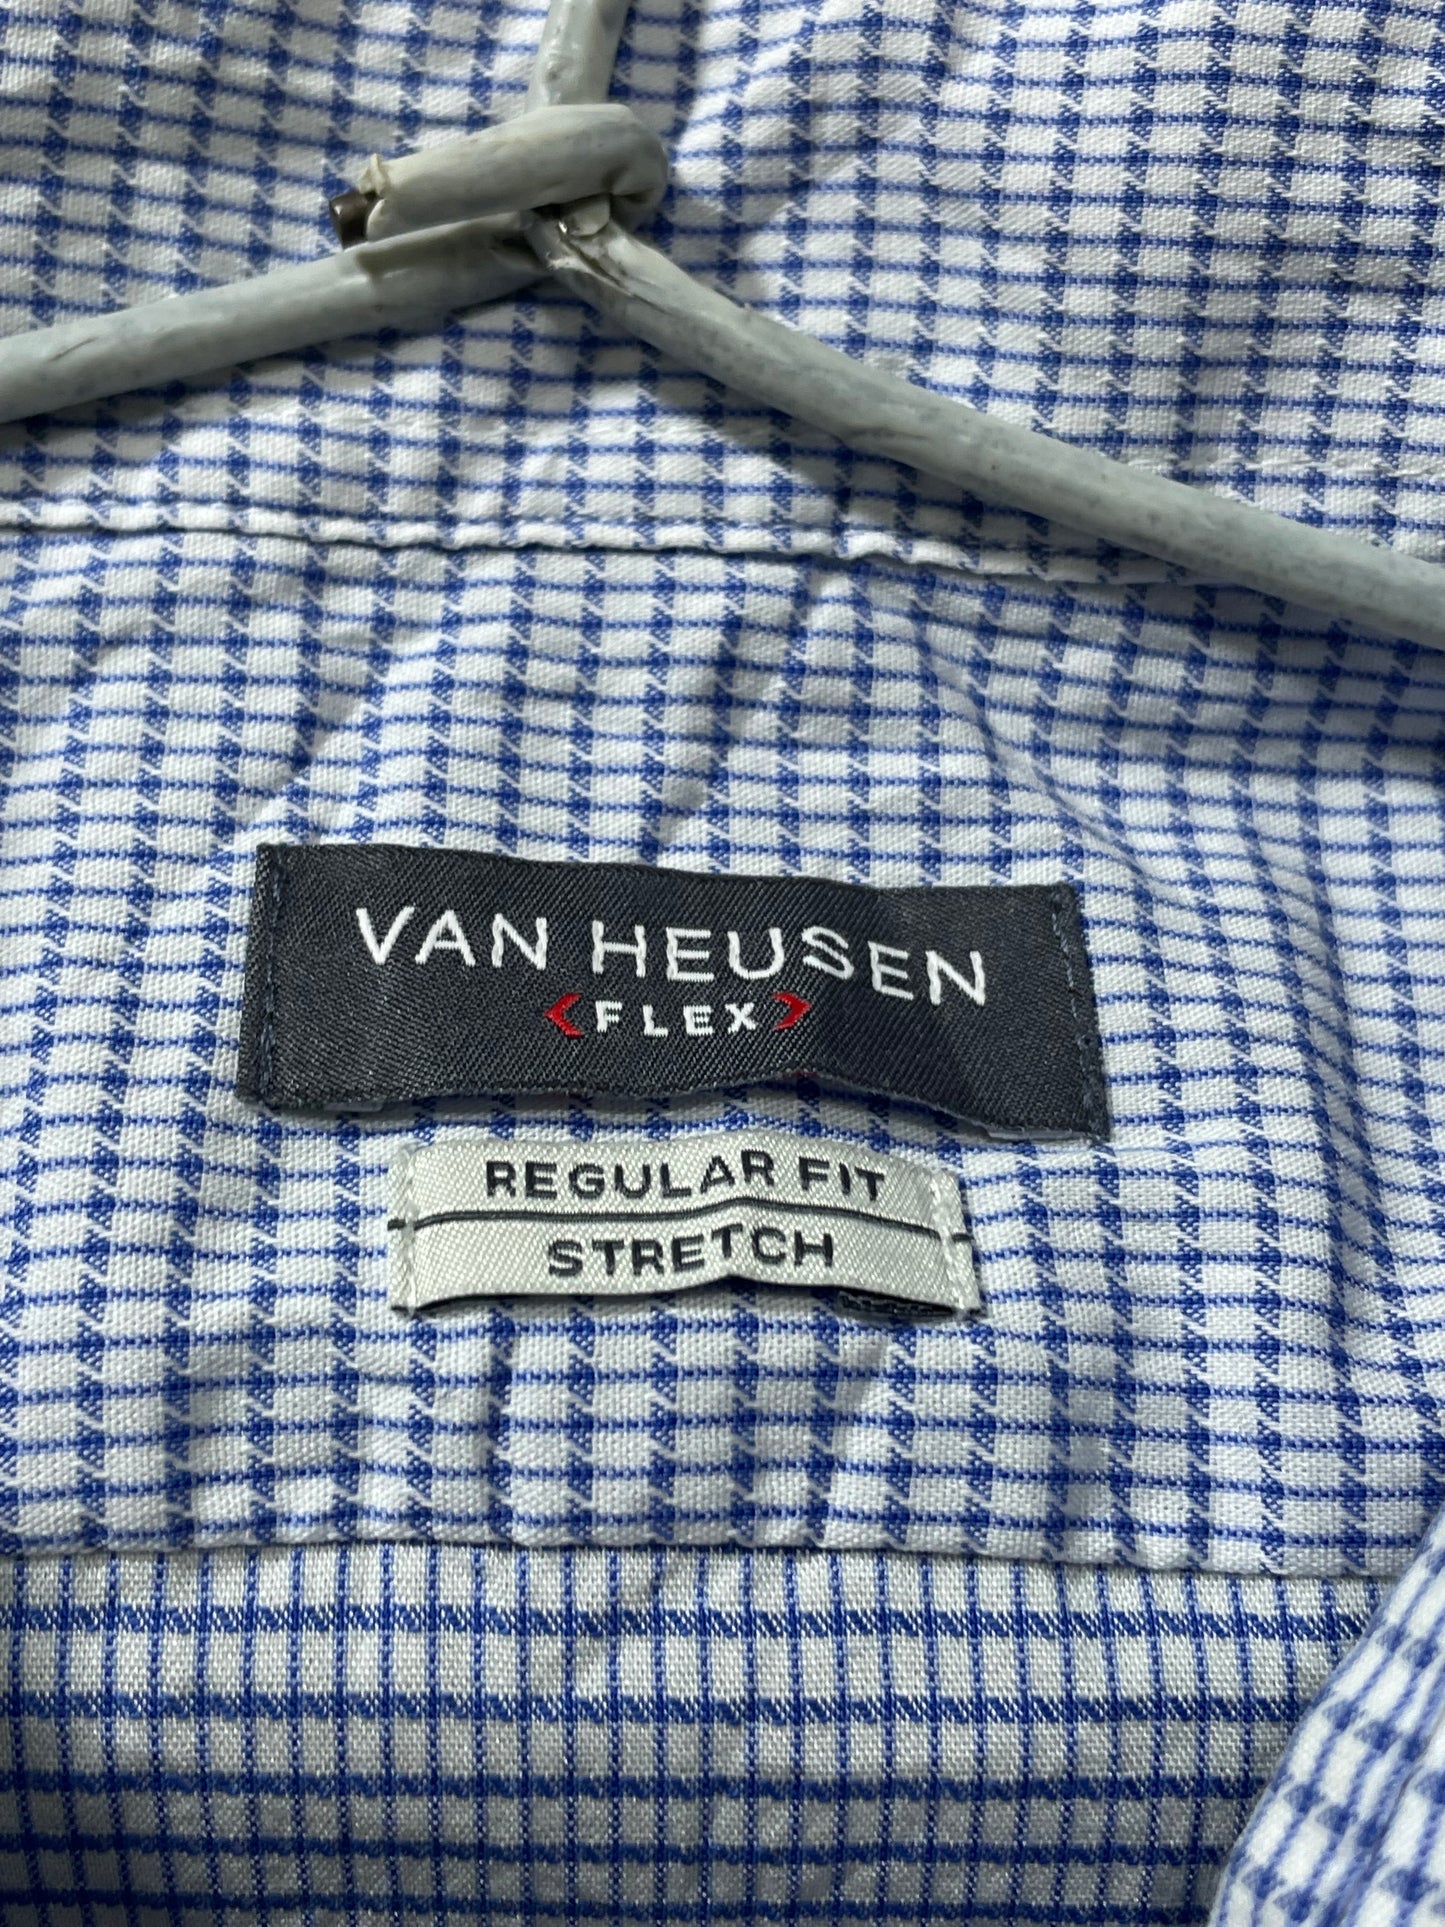 VAN HEUSEN
<FLEX>
REGULAR FIT
STRETCH